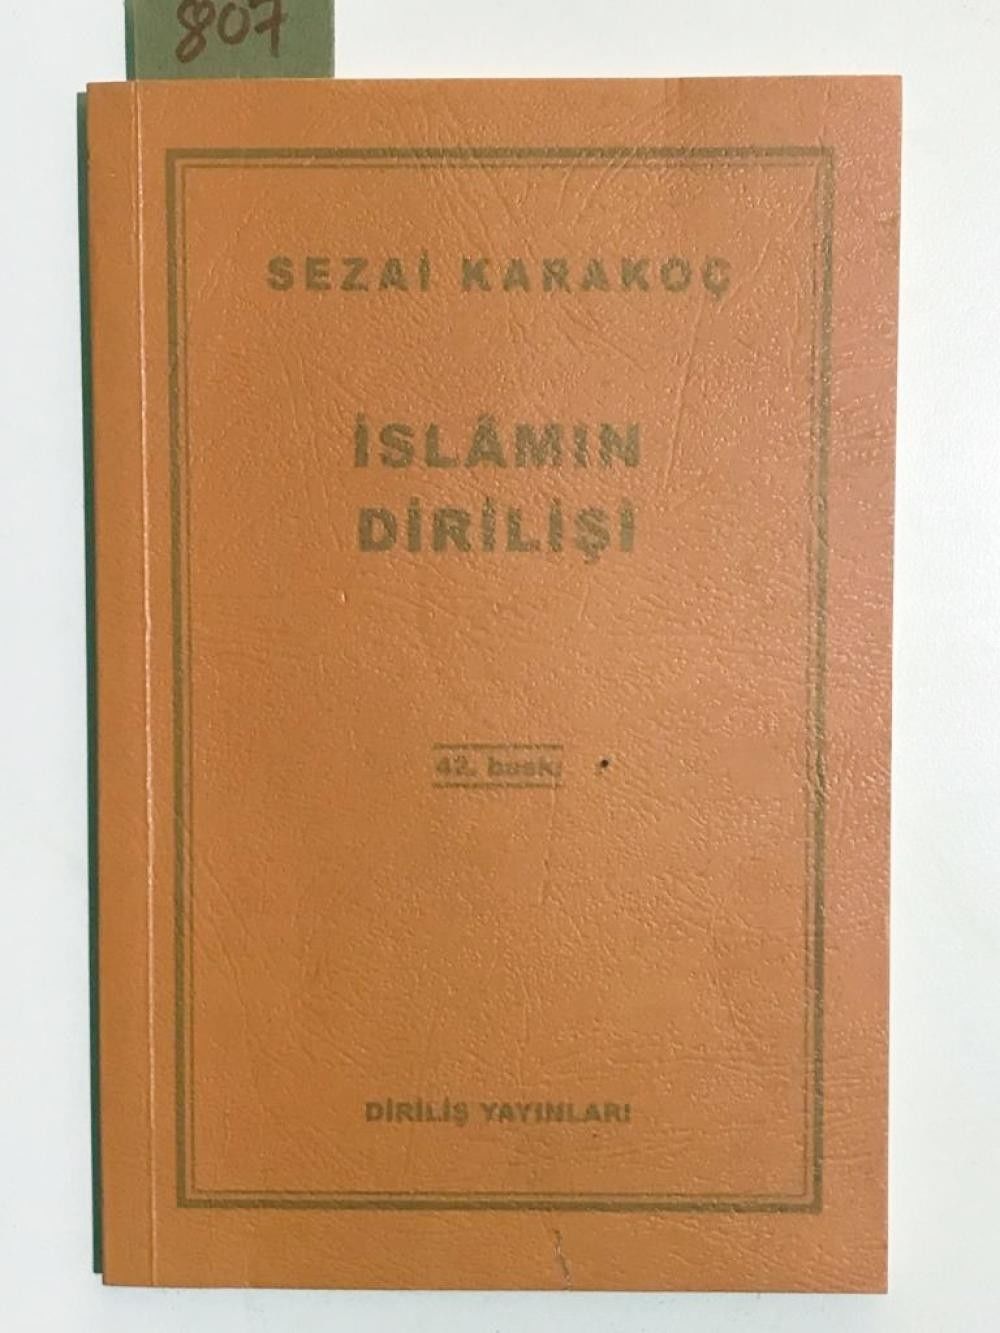 807
SEZAİ KARAKOÇ
İSLÂMIN
DİRİLİŞİ
42. baskı
DİRİLİŞ YAYINLARI